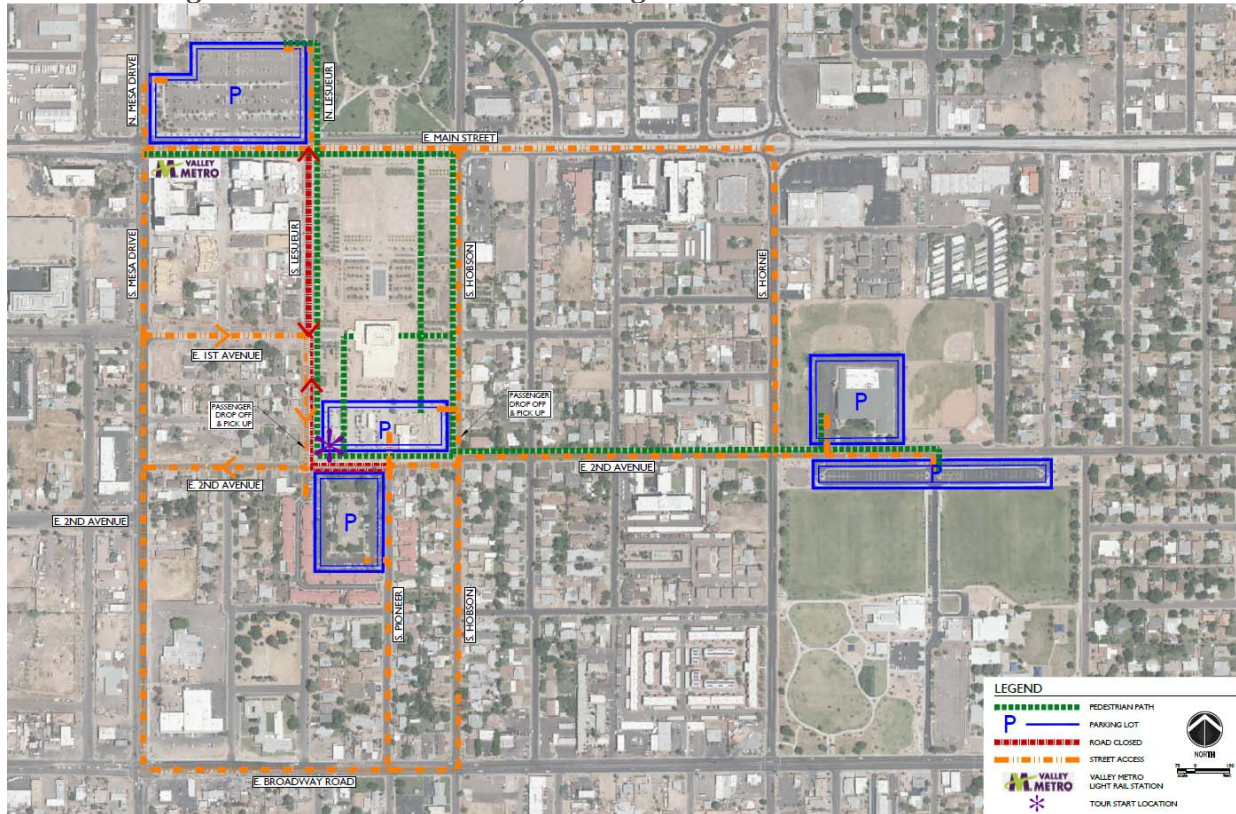 N. MESA DRIVE
P
N. LESUEUR
E. MAIN STREET
VALLEY
METRO
S. MESA DRIVE
S. LESUEUR
S. HOBSON
S. HORNE
E. 1ST AVENUE
PASSENGER
DROP OFF
& PICK UP
PASSENGER
DROP OFF
& PICK UP
P
P
E. 2ND AVENUE
E. 2ND AVENUE
P
E. 2ND AVENUE
P
S. PIONEER
S. HOBSON
E. BROADWAY ROAD
LEGEND
PEDESTRIAN PATH
P PARKING LOT
ROAD CLOSED
STREET ACCESS
VALLEY METRO
VALLEY METRO
LIGHT RAIL STATION
TOUR START LOCATION
NORTH